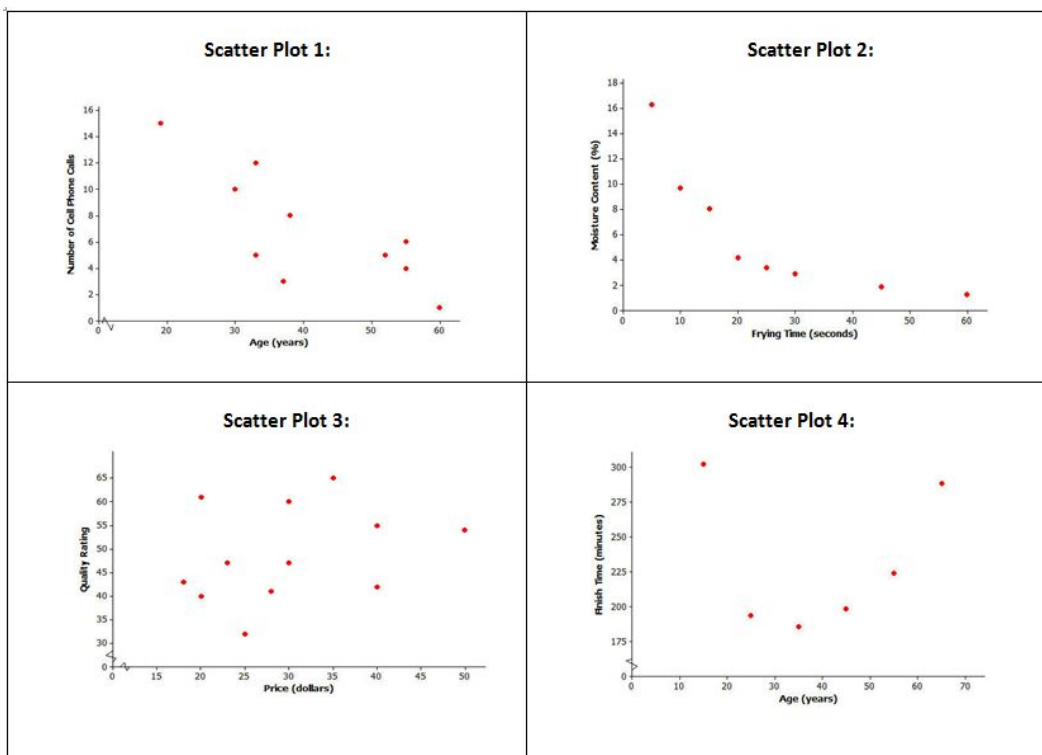 Scatter Plot 1:
16
14
12
10
8
6
4
2
0
Number of Cell Phone Calls
0 20 30 40 50 60
Age (years)
Scatter Plot 2:
18
16
14
12
10
8
6
4
2
0
Moisture Content (%)
0 10 20 30 40 50 60
Frying Time (seconds)
Scatter Plot 3:
65
60
55
50
45
40
35
30
0
Quality Rating
0 15 20 25 30 35 40 45 50
Price (dollars)
Scatter Plot 4:
300
275
250
225
200
175
0
Finish Time (minutes)
0 10 20 30 40 50 60 70
Age (years)